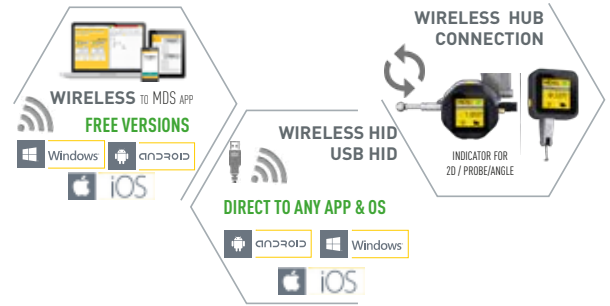 WIRELESS TO MDS APP
FREE VERSIONS
Windows
android
iOS
WIRELESS HID
USB HID
DIRECT TO ANY APP & OS
android
Windows
iOS
WIRELESS HUB
CONNECTION
INDICATOR FOR
2D / PROBE/ANGLE